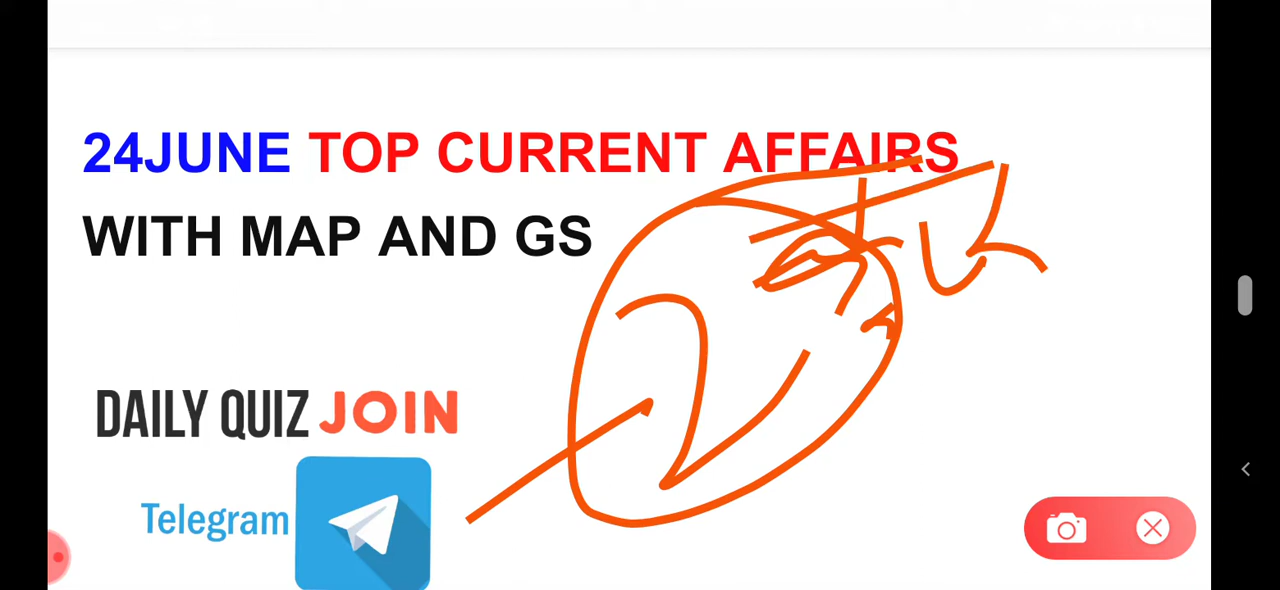 24JUNE TOP CURRENT AFFAIRS
WITH MAP AND GS
DAILY QUIZ JOIN
Telegram